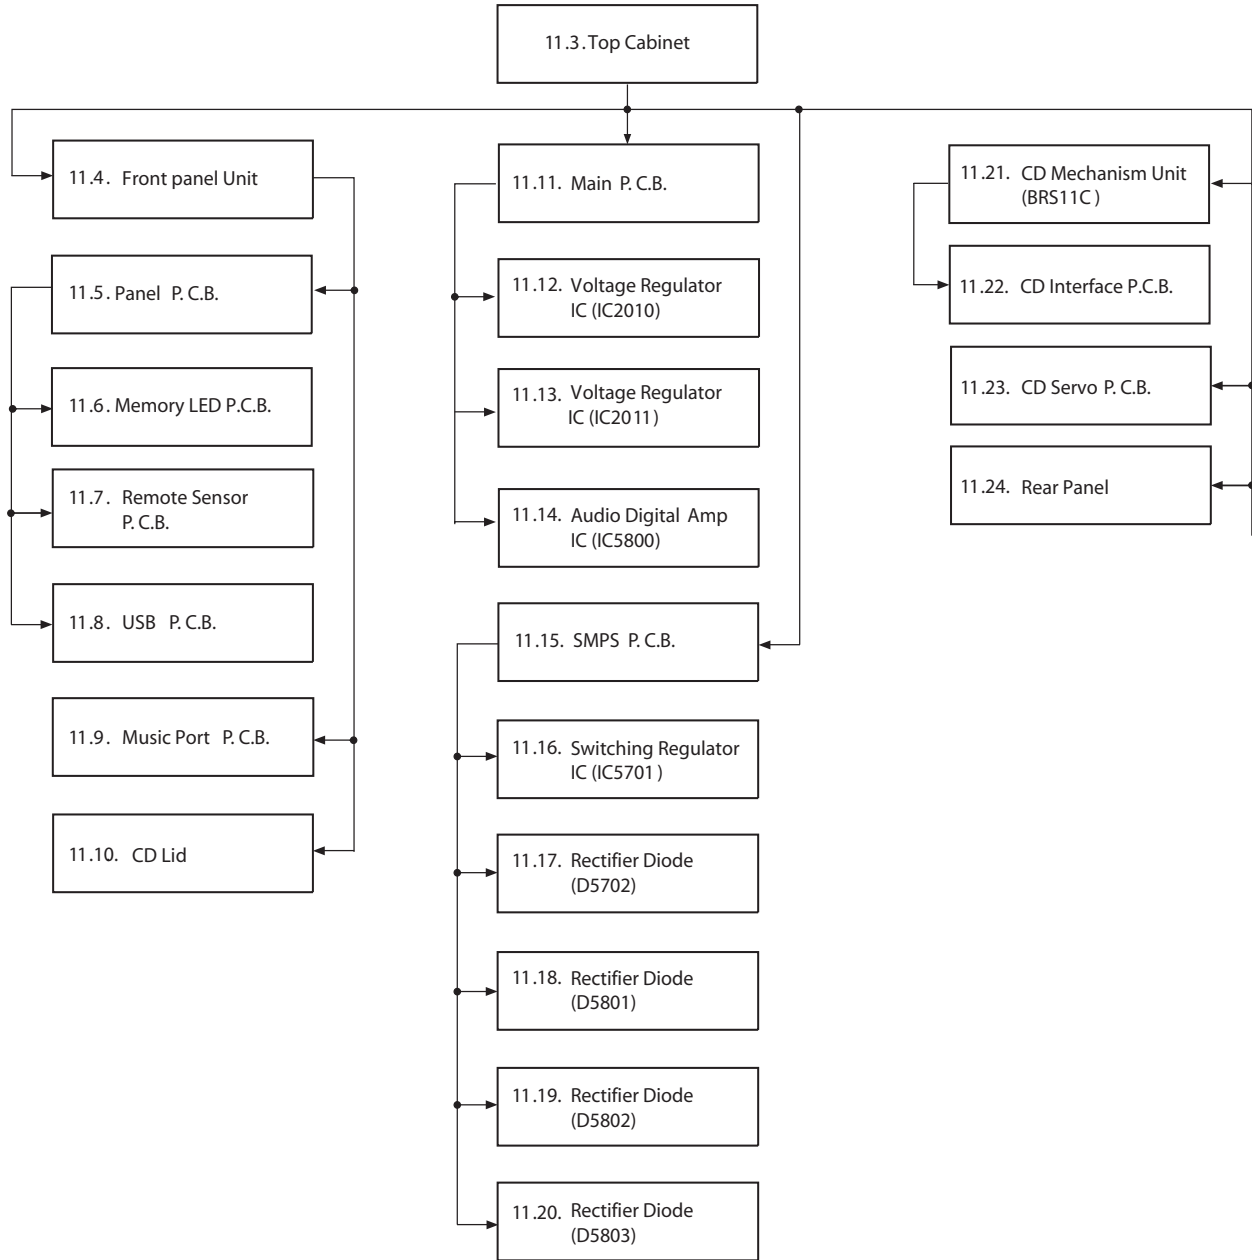 11.3. Top Cabinet
11.4. Front panel Unit
11.5. Panel P. C.B.
11.6. Memory LED P.C.B.
11.7. Remote Sensor
P. C.B.
11.8. USB P. C.B.
11.9. Music Port P. C.B.
11.10. CD Lid
11.11. Main P. C.B.
11.12. Voltage Regulator
IC (IC2010)
11.13. Voltage Regulator
IC (IC2011)
11.14. Audio Digital Amp
IC (IC5800)
11.15. SMPS P. C.B.
11.16. Switching Regulator
IC (IC5701)
11.17. Rectifier Diode
(D5702)
11.18. Rectifier Diode
(D5801)
11.19. Rectifier Diode
(D5802)
11.20. Rectifier Diode
(D5803)
11.21. CD Mechanism Unit
(BRS11C )
11.22. CD Interface P.C.B.
11.23. CD Servo P. C.B.
11.24. Rear Panel